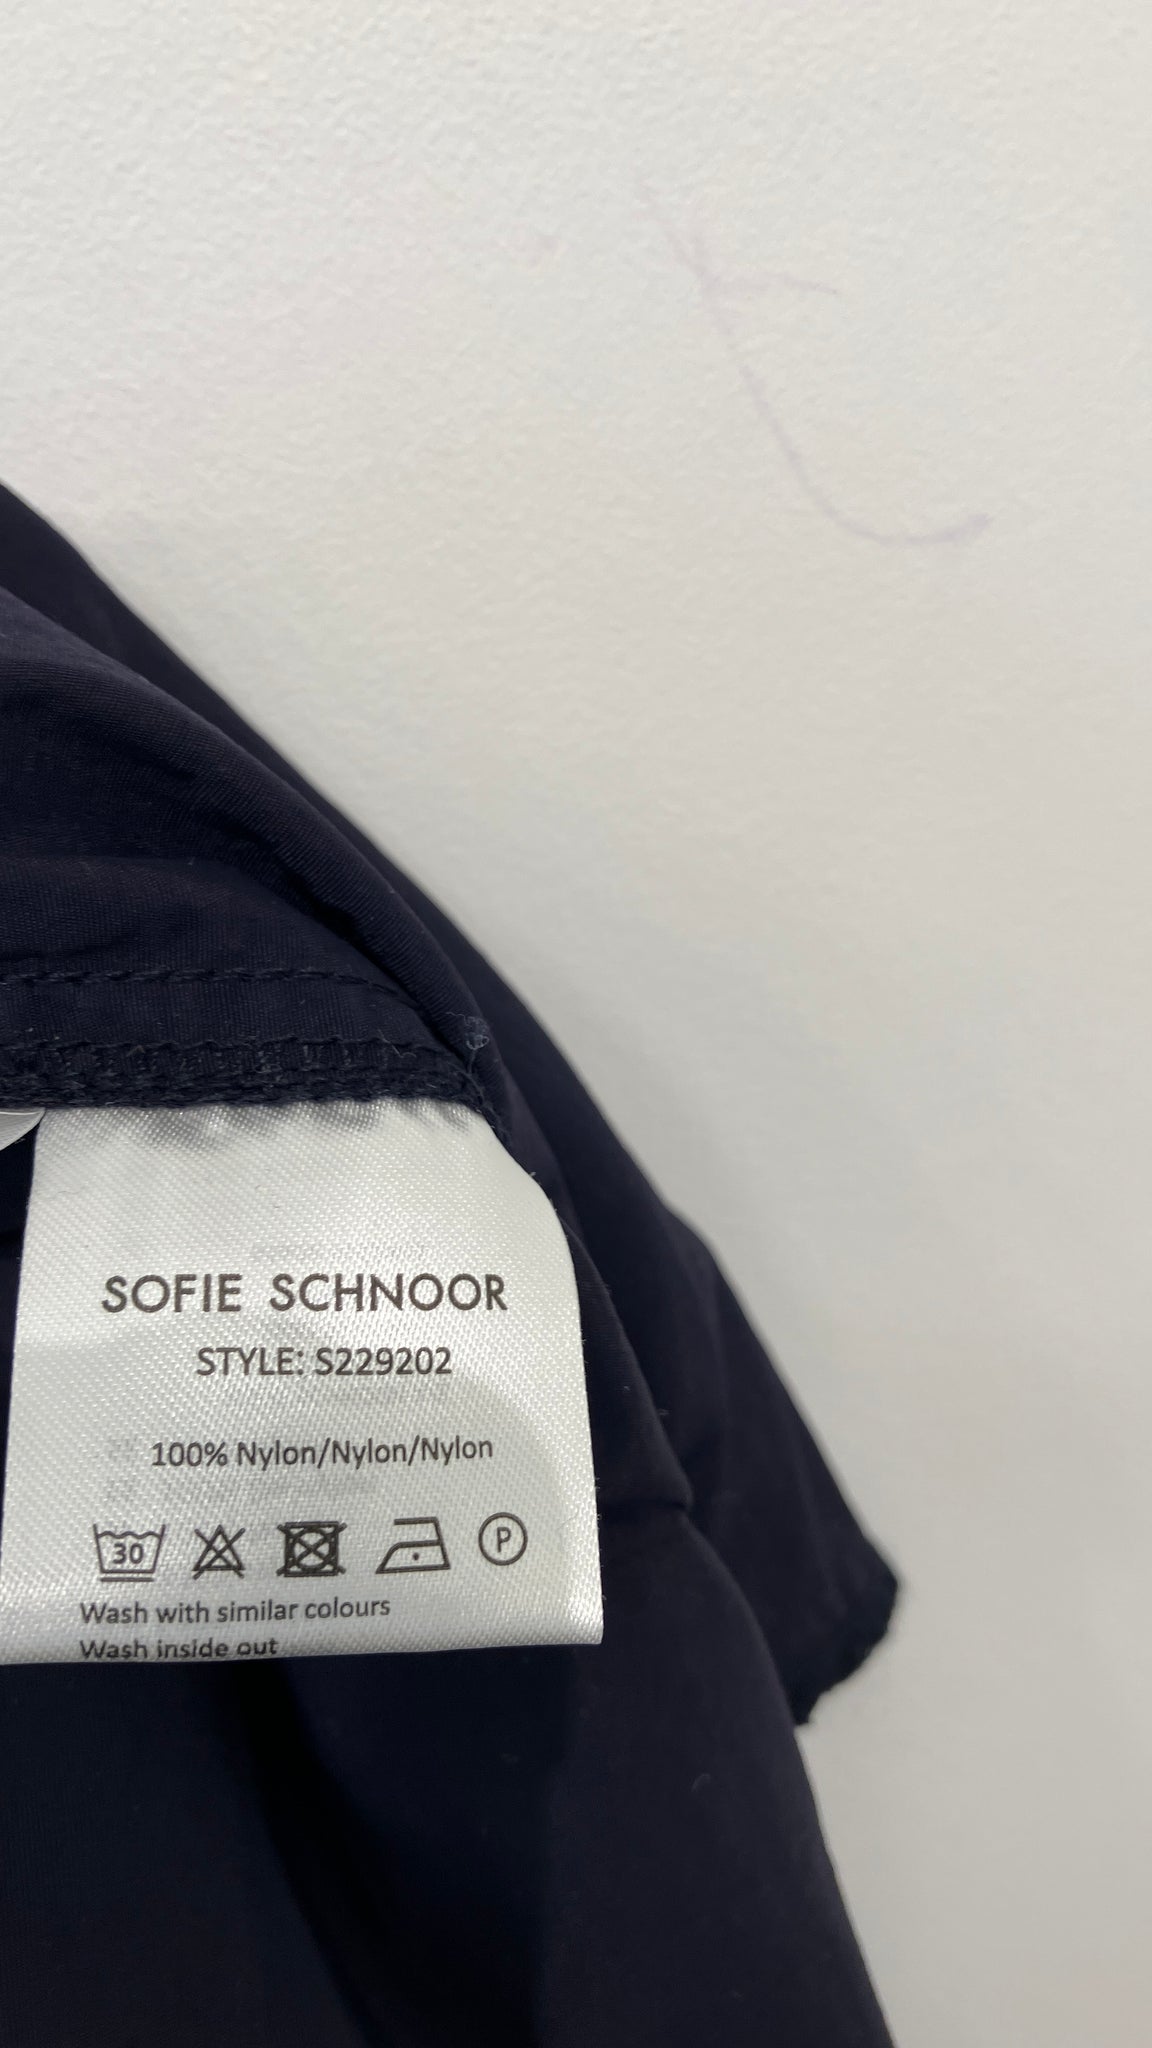 SOFIE SCHNOOR
STYLE: S229202
100% Nylon/Nylon/Nylon
30
P
Wash with similar colours
Wash inside out